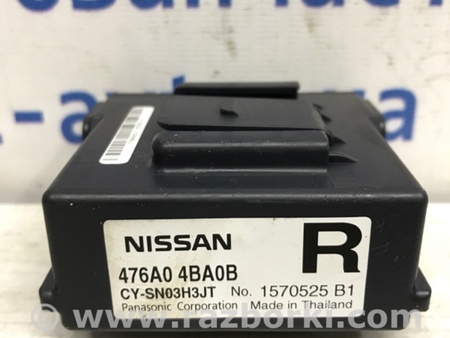 NISSAN
R
476A0 4BA0B
CY-SN03H3JT No. 1570525 B1
Panasonic Corporation Made in Thailand
www.razborki.com